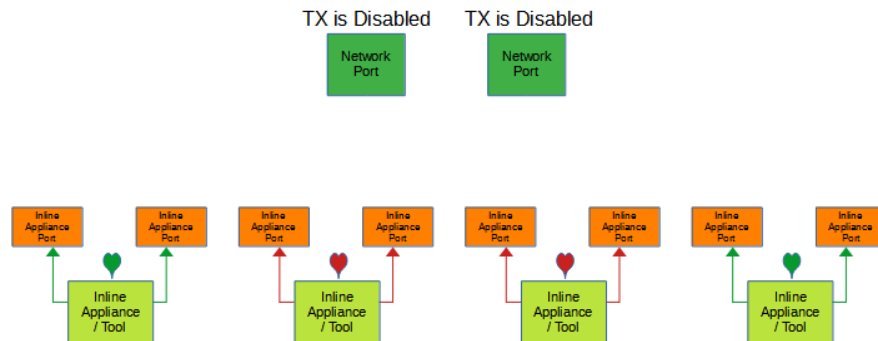 TX is Disabled
TX is Disabled
Network
Port
Network
Port
Inline
Appliance
Port
Inline
Appliance
Port
Inline
Appliance
Port
Inline
Appliance
Port
Inline
Appliance
Port
Inline
Appliance
Port
Inline
Appliance
Port
Inline
Appliance
Port
Inline
Appliance
/ Tool
Inline
Appliance
/ Tool
Inline
Appliance
/ Tool
Inline
Appliance
/ Tool